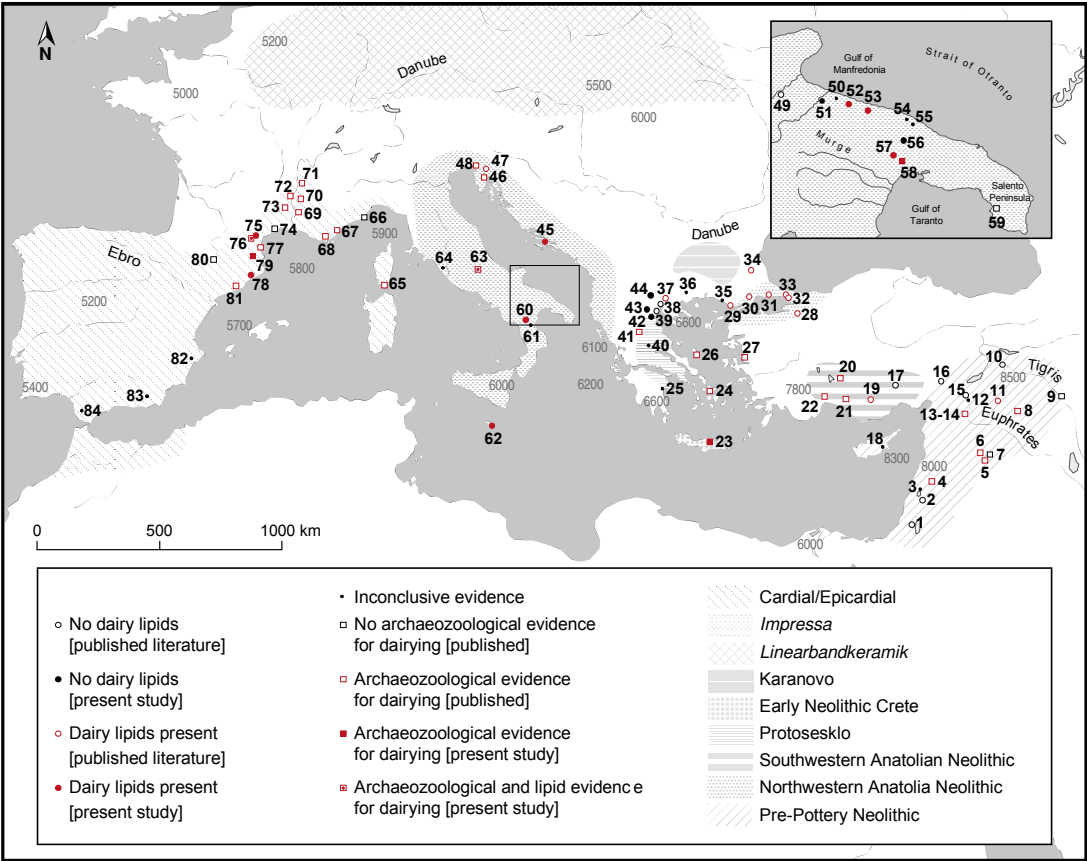 N
5200
Danube
5000
5500
6000
Gulf of
Manfredonia
Strait of Otranto
49
50
51
52
53
54
55
56
57
58
59
Murge
Salento
Peninsula
Gulf of
Taranto
48
47
46
71
72
70
73
69
66
67
68
74
75
76
77
79
78
80
81
5900
5800
5700
Ebro
5200
5400
82
83
84
64
63
65
45
60
61
62
6000
6100
6200
Danube
34
44
36
37
35
33
32
31
30
29
28
43
38
39
42
41
40
6600
26
27
25
24
23
6600
20
17
7800
22
21
19
16
10
8500
Tigris
15
12
11
9
13-14
8
Euphrates
18
8300
8000
6
7
5
4
3
2
1
6000
0
500
1000 km
No dairy lipids
[published literature]
No dairy lipids
[present study]
Dairy lipids present
[published literature]
Dairy lipids present
[present study]
Inconclusive evidence
No archaeozoological evidence
for dairying [published]
Archaeozoological evidence
for dairying [published]
Archaeozoological evidence
for dairying [present study]
Archaeozoological and lipid evidence
for dairying [present study]
Cardial/Epicardial
Impressa
Linearbandkeramik
Karanovo
Early Neolithic Crete
Protosesklo
Southwestern Anatolian Neolithic
Northwestern Anatolia Neolithic
Pre-Pottery Neolithic